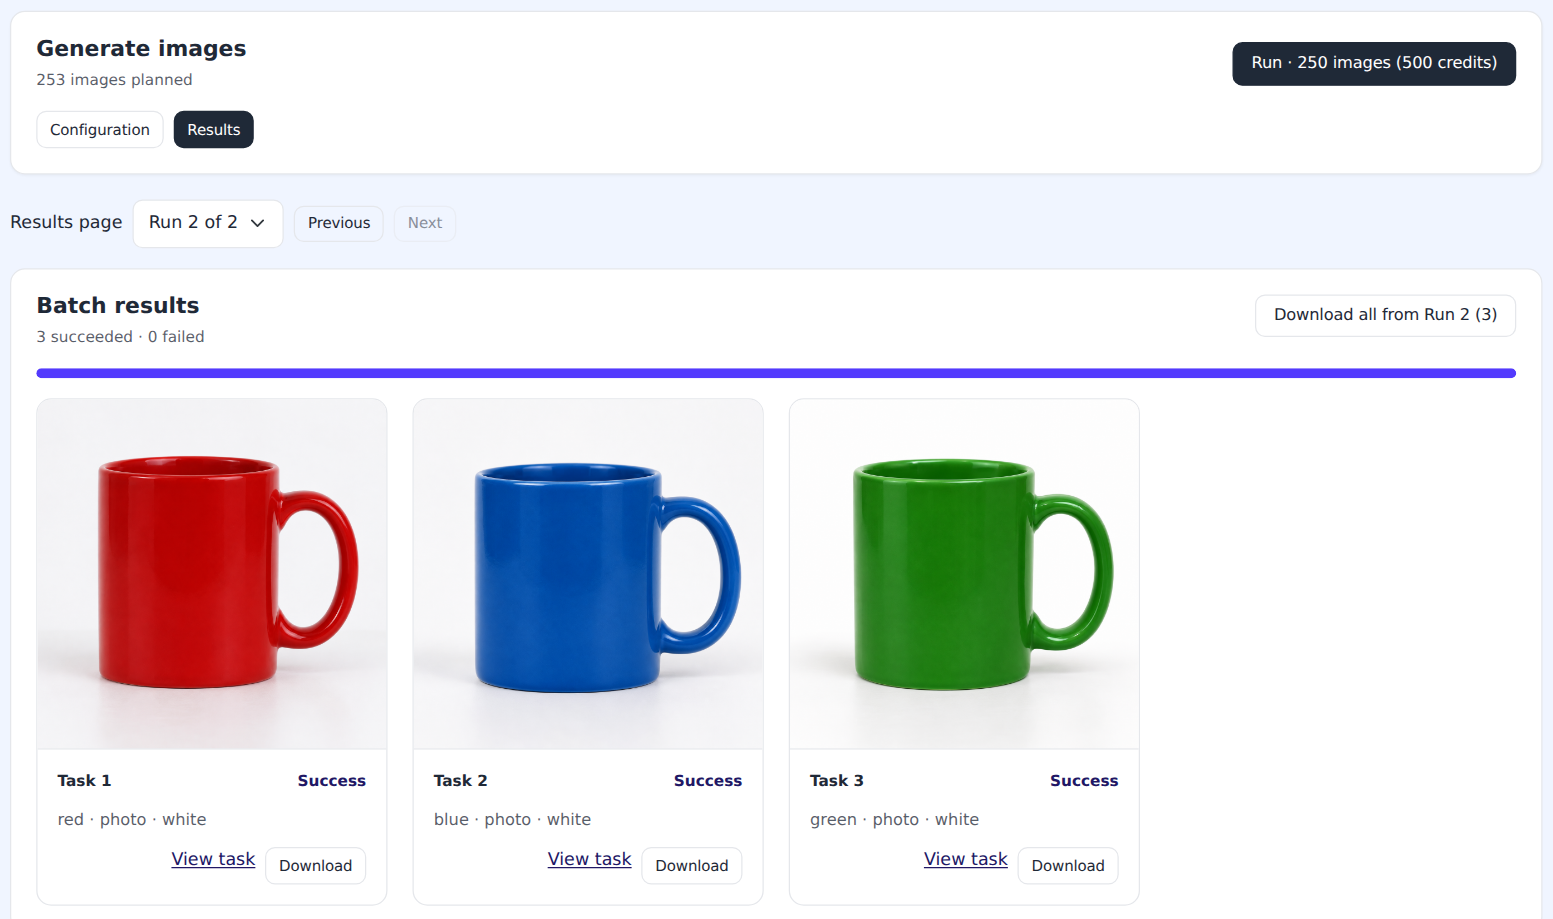 Generate images
253 images planned
Run · 250 images (500 credits)
Configuration
Results
Results page
Run 2 of 2
Previous
Next
Batch results
3 succeeded · 0 failed
Download all from Run 2 (3)
Task 1
Success
red · photo · white
View task
Download
Task 2
Success
blue · photo · white
View task
Download
Task 3
Success
green · photo · white
View task
Download